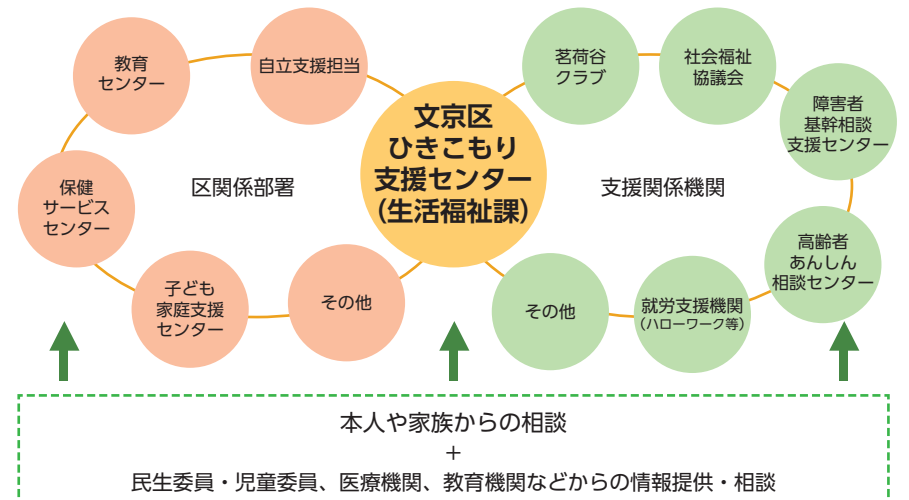 教育
センター
自立支援担当
保健
サービス
センター
区関係部署
子ども
家庭支援
センター
その他
文京区
ひきこもり
支援センター
(生活福祉課)
茗荷谷
クラブ
社会福祉
協議会
障害者
基幹相談
支援センター
支援関係機関
高齢者
あんしん
相談センター
就労支援機関
(ハローワーク等)
その他
本人や家族からの相談
+
民生委員・児童委員、医療機関、教育機関などからの情報提供・相談